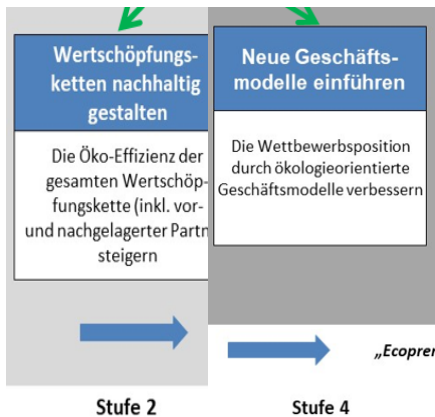 Wertschöpfungs-
ketten nachhaltig
gestalten
Die Öko-Effizienz der
gesamten Wertschöp-
fungskette (inkl. vor-
und nachgelagerter
steigern
Stufe 2
Neue Geschäfts-
modelle einführen
Die Wettbewerbsposition
durch ökologieorientierte
Geschäftsmodelle verbessern
Stufe 4